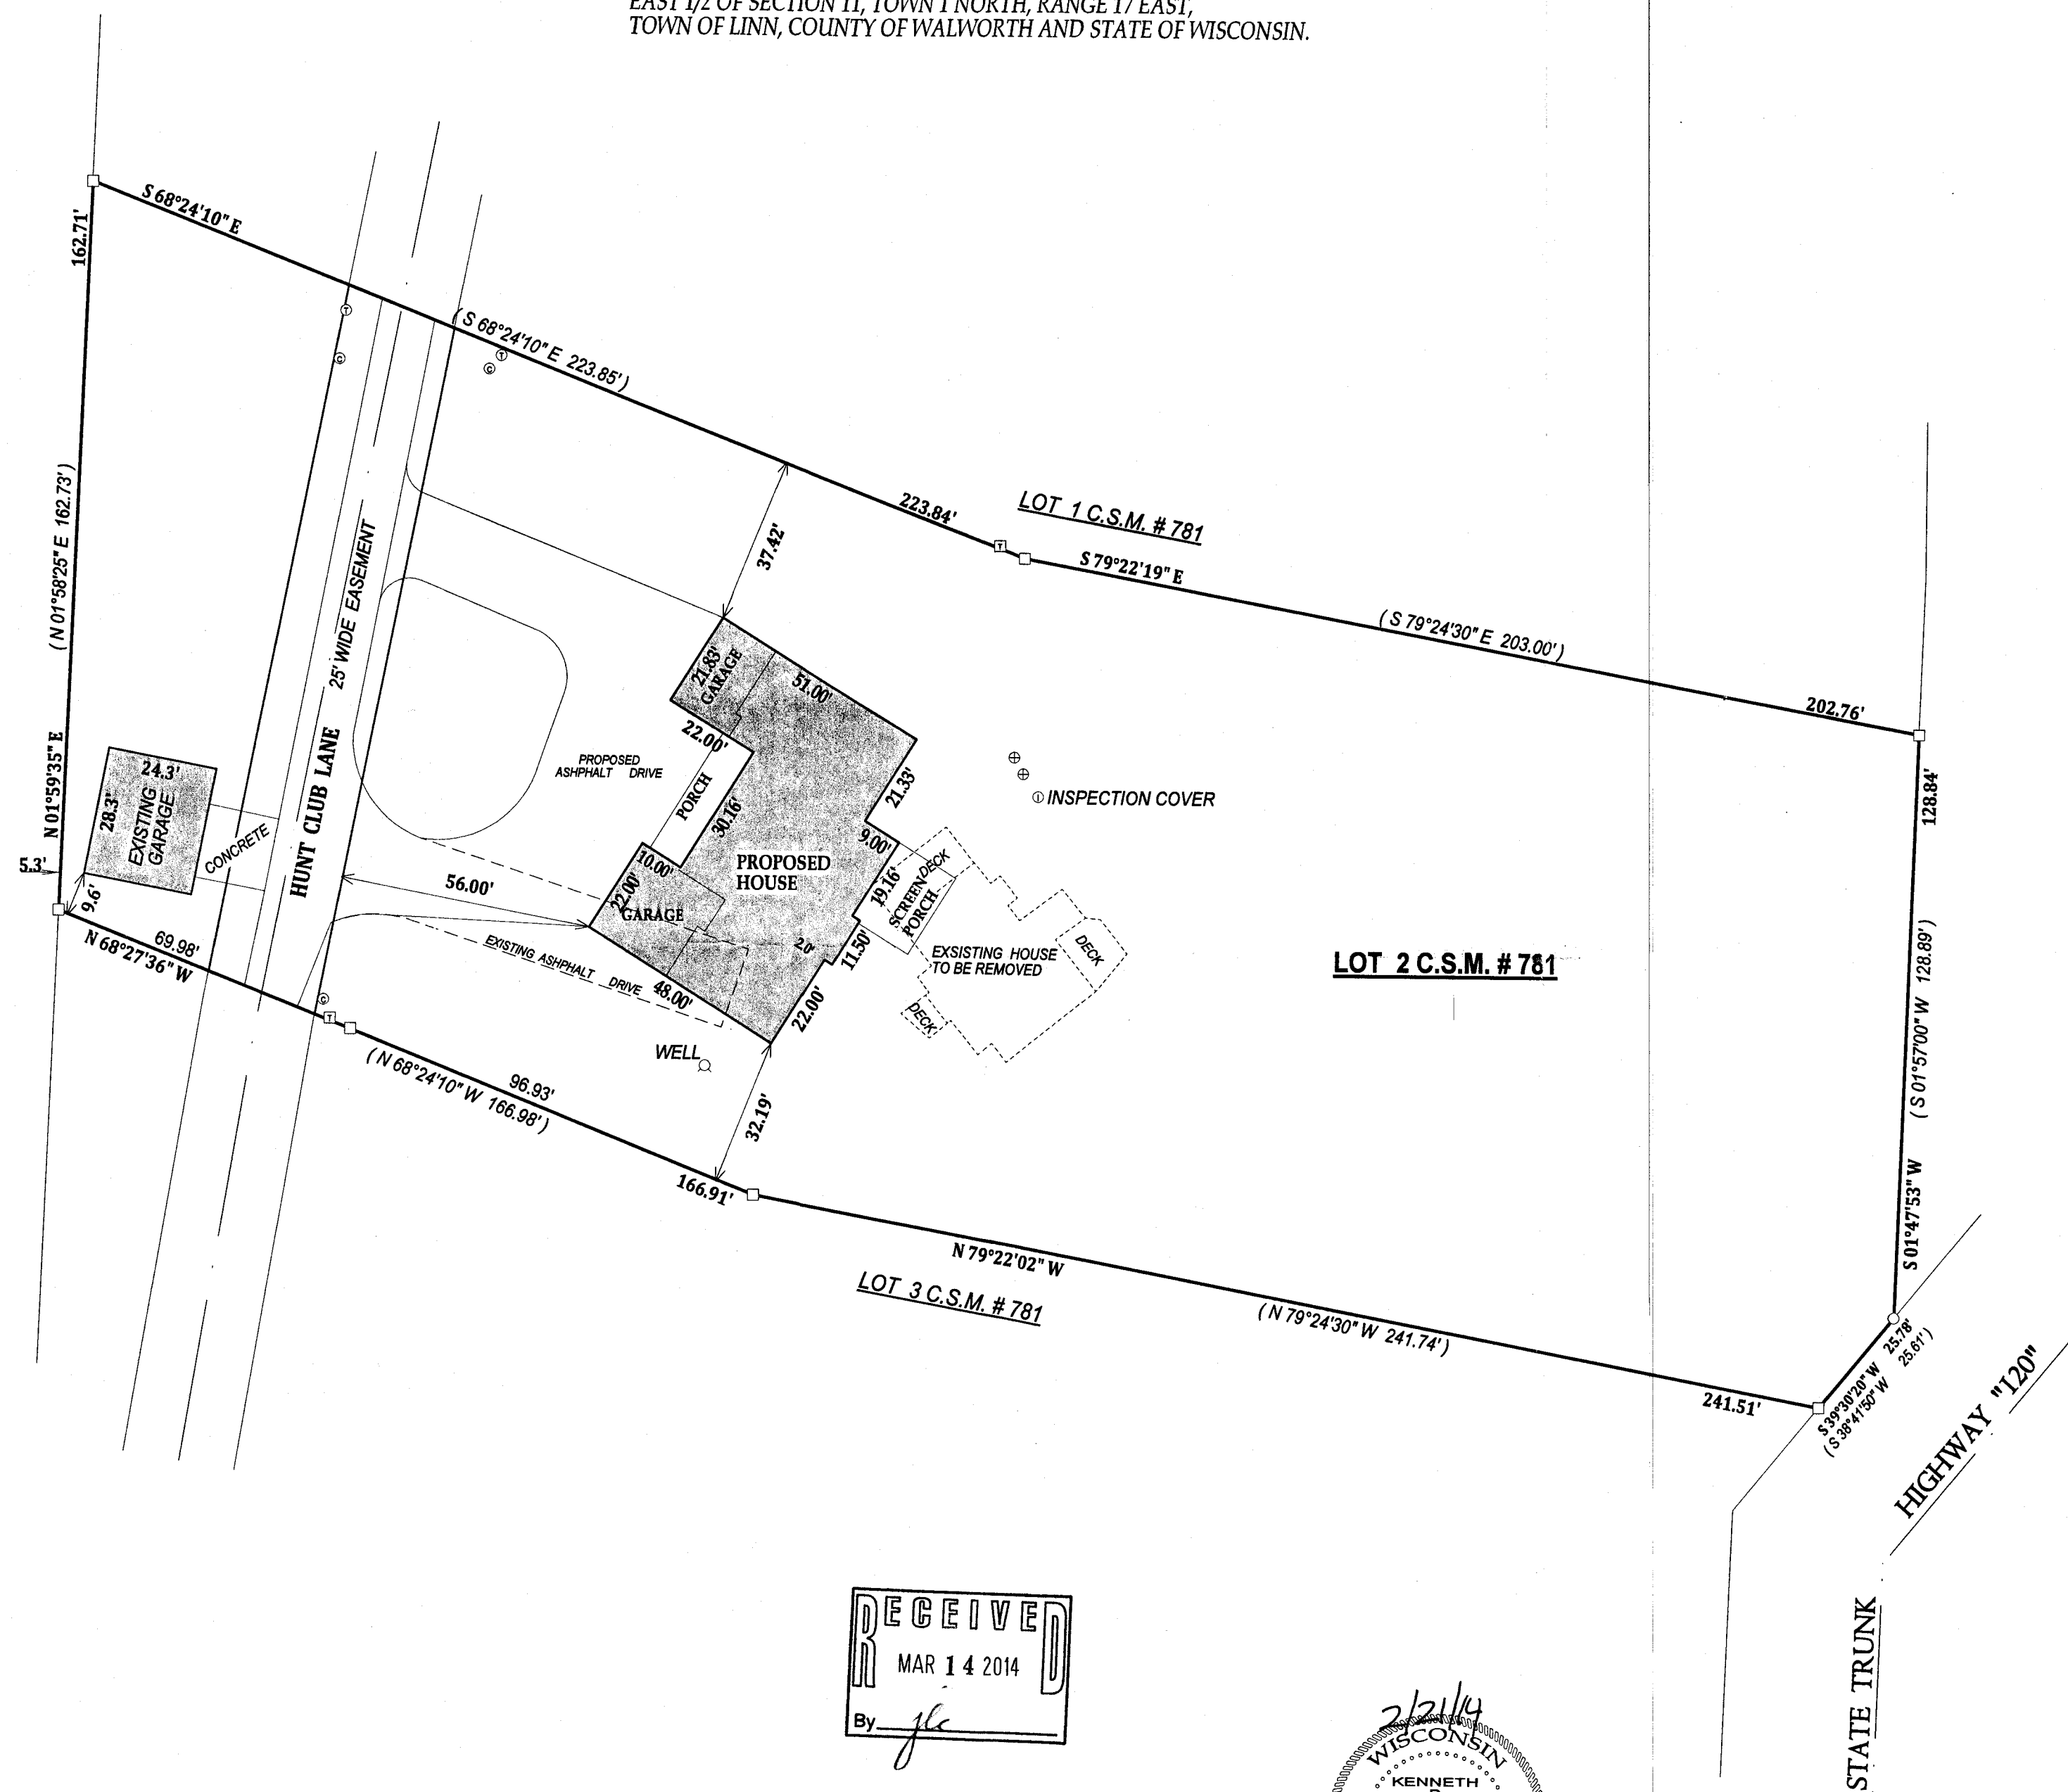 EAST 1/2 OF SECTION 11, TOWN 1 NORTH, RANGE 17 EAST,
TOWN OF LINN, COUNTY OF WALWORTH AND STATE OF WISCONSIN.
S 68°24'10" E
162.71'
( S 68°24'10" E 223.85' )
223.84'
LOT 1 C.S.M. # 781
S 79°22'19" E
( S 79°24'30" E 203.00' )
202.76'
( N 01°58'25" E 162.73' )
25' WIDE EASEMENT
37.42'
21.83'
GARAGE
51.00'
22.00'
PROPOSED
ASHPHALT DRIVE
PORCH
30.16'
21.33'
INSPECTION COVER
128.84'
N 01°59'35" E
24.3'
28.3'
EXISTING
GARAGE
CONCRETE
HUNT CLUB LANE
5.3'
9.6'
56.00'
10.00'
22.00'
GARAGE
PROPOSED
HOUSE
9.00'
19.16'
DECK
SCREEN
PORCH
2.0'
11.50'
EXSISTING HOUSE
TO BE REMOVED
DECK
DECK
LOT 2 C.S.M. # 781
( S 01°57'00" W 128.89' )
69.98'
N 68°27'36" W
EXISTING ASHPHALT DRIVE
48.00'
22.00'
WELL
96.93'
( N 68°24'10" W 166.98' )
32.19'
166.91'
S 01°47'53" W
N 79°22'02" W
LOT 3 C.S.M. # 781
( N 79°24'30" W 241.74' )
241.51'
S 39°30'20" W 25.78'
( S 38°41'50" W 25.61' )
HIGHWAY "120"
STATE TRUNK
RECEIVED
MAR 14 2014
By jlc
2/21/14
WISCONSIN
KENNETH